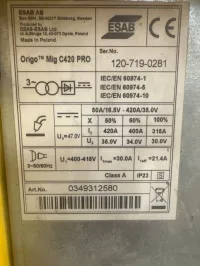 ESAB AB
Produced by
OZAS-ESAB Ltd.
ESAB
Origo™ Mig C420 PRO
Ser.No.
120-719-0281
IEC/EN 60974-1
IEC/EN 60974-5
IEC/EN 60974-10
50A/16.5V - 420A/35.0V
X 50% 60% 100%
I₂ 420A 400A 315A
U₀=47.0V
U₂ 35.0V 34.0V 30.0V
3~50/60Hz
U₁=400-415V I₁max=30.0A I₁eff=21.4A
Class A IP23 S
Art.No. 0349312580
MADE IN POLAND